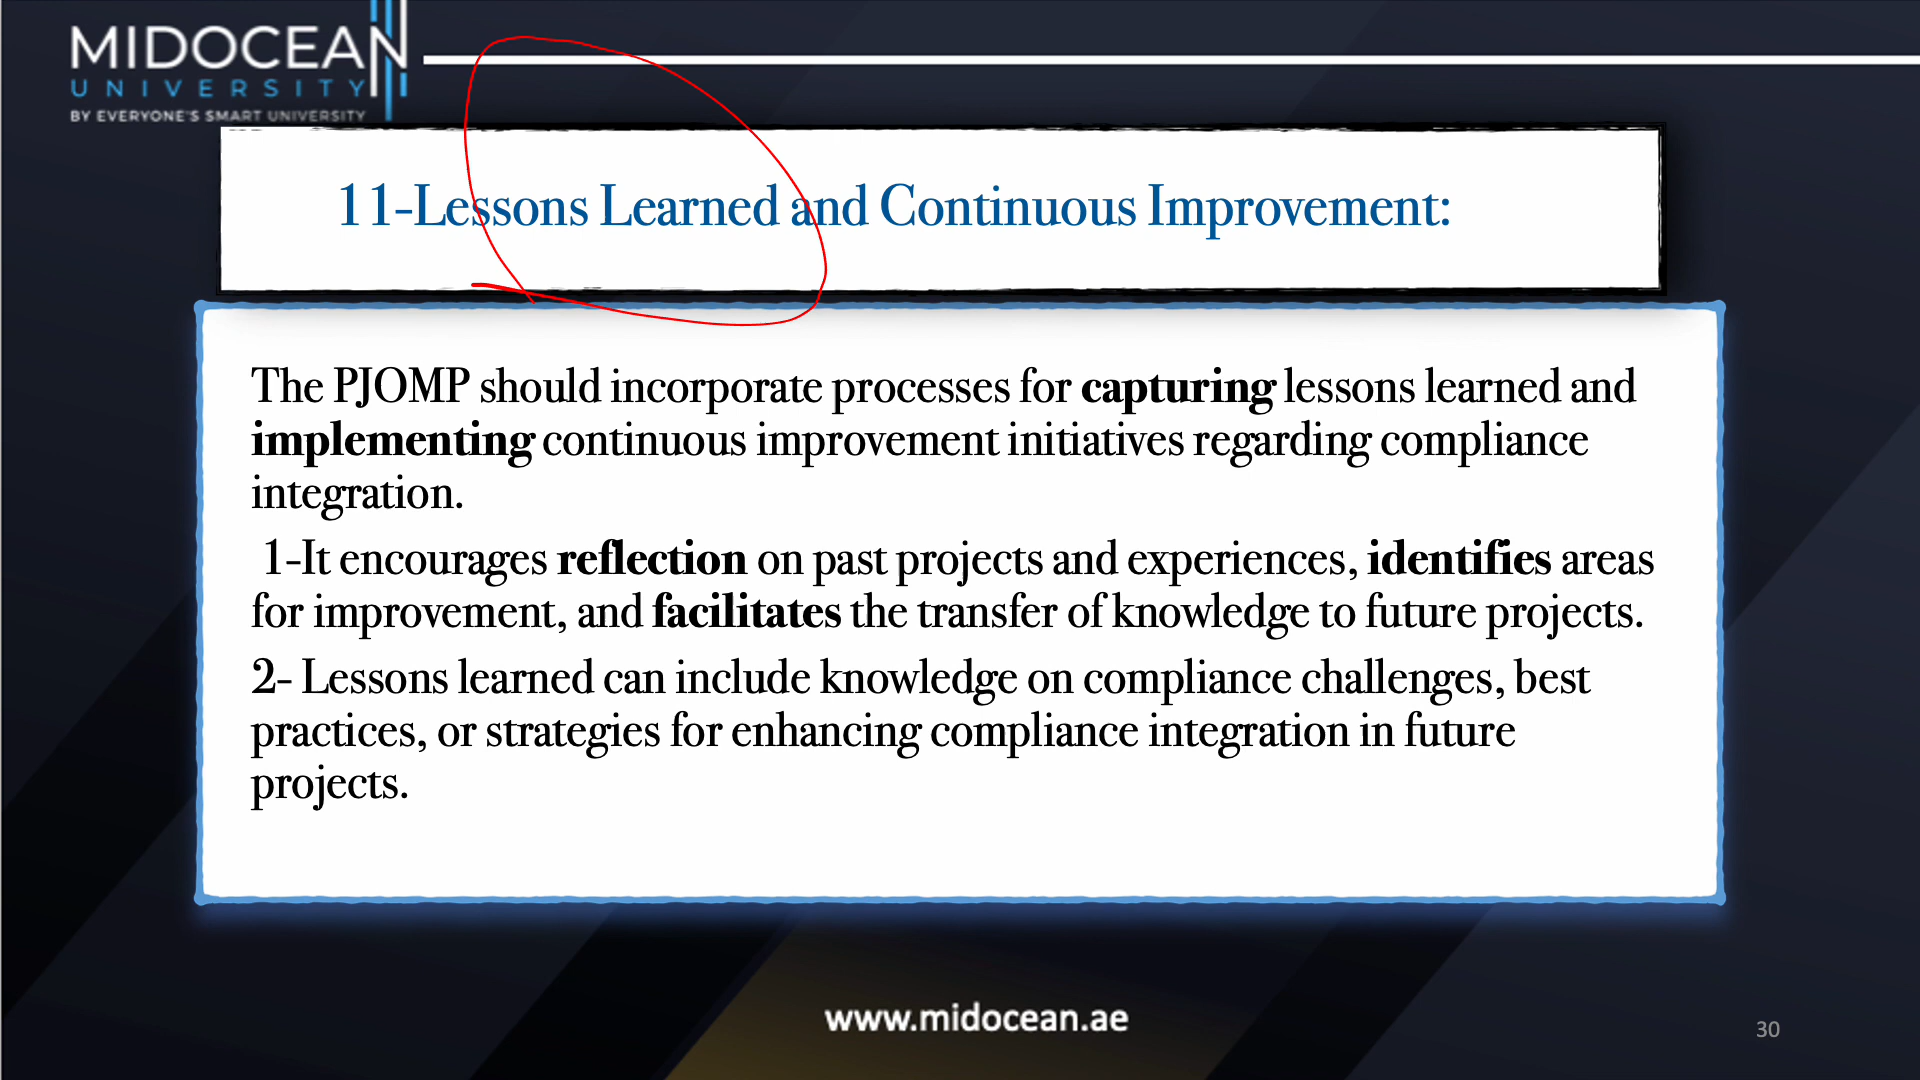 MIDOCEAN
UNIVERSITY
BY EVERYONE'S SMART UNIVERSITY
11-Lessons Learned and Continuous Improvement:
The PJOMP should incorporate processes for capturing lessons learned and
implementing continuous improvement initiatives regarding compliance
integration.
1-It encourages reflection on past projects and experiences, identifies areas
for improvement, and facilitates the transfer of knowledge to future projects.
2- Lessons learned can include knowledge on compliance challenges, best
practices, or strategies for enhancing compliance integration in future
projects.
www.midocean.ae
30